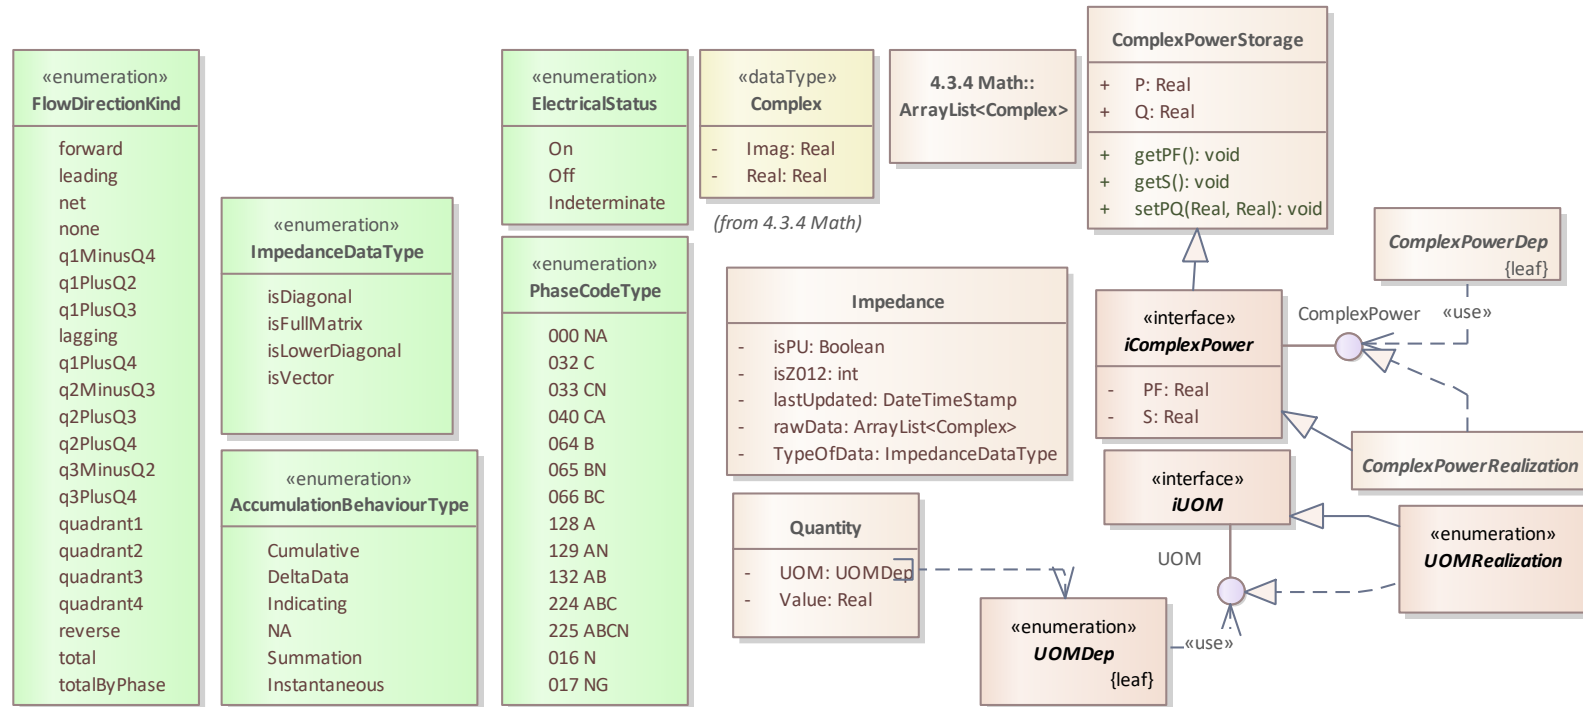 «enumeration»
FlowDirectionKind
forward
leading
net
none
q1MinusQ4
q1PlusQ2
q1PlusQ3
lagging
q1PlusQ4
q2MinusQ3
q2PlusQ3
q2PlusQ4
q3MinusQ2
q3PlusQ4
quadrant1
quadrant2
quadrant3
quadrant4
reverse
total
totalByPhase
«enumeration»
ImpedanceDataType
isDiagonal
isFullMatrix
isLowerDiagonal
isVector
«enumeration»
AccumulationBehaviourType
Cumulative
DeltaData
Indicating
NA
Summation
Instantaneous
«enumeration»
ElectricalStatus
On
Off
Indeterminate
«enumeration»
PhaseCodeType
000 NA
032 C
033 CN
040 CA
064 B
065 BN
066 BC
128 A
129 AN
132 AB
224 ABC
225 ABCN
016 N
017 NG
«dataType»
Complex
- Imag: Real
- Real: Real
(from 4.3.4 Math)
4.3.4 Math::
ArrayList<Complex>
ComplexPowerStorage
+ P: Real
+ Q: Real
+ getPF(): void
+ getS(): void
+ setPQ(Real, Real): void
Impedance
- isPU: Boolean
- isZ012: int
- lastUpdated: DateTimeStamp
- rawData: ArrayList<Complex>
- TypeOfData: ImpedanceDataType
Quantity
- UOM: UOMDep
- Value: Real
«interface»
iComplexPower
- PF: Real
- S: Real
ComplexPower
«use»
ComplexPowerDep
{leaf}
ComplexPowerRealization
«interface»
iUOM
UOM
«enumeration»
UOMRealization
«enumeration»
UOMDep
{leaf}
«use»